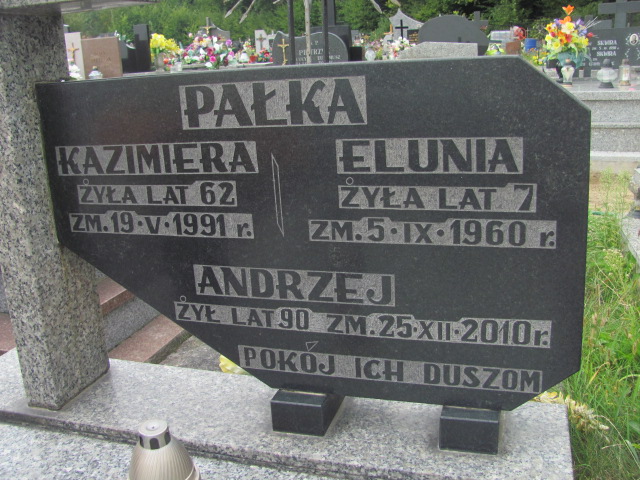 PAŁKA
KAZIMIERA
ŻYŁA LAT 62
ZM. 19·V·1991 r.
ELUNIA
ŻYŁA LAT 7
ZM. 5·IX·1960 r.
ANDRZEJ
ŻYŁ LAT 90 ZM. 25·XII·2010 r.
POKÓJ ICH DUSZOM